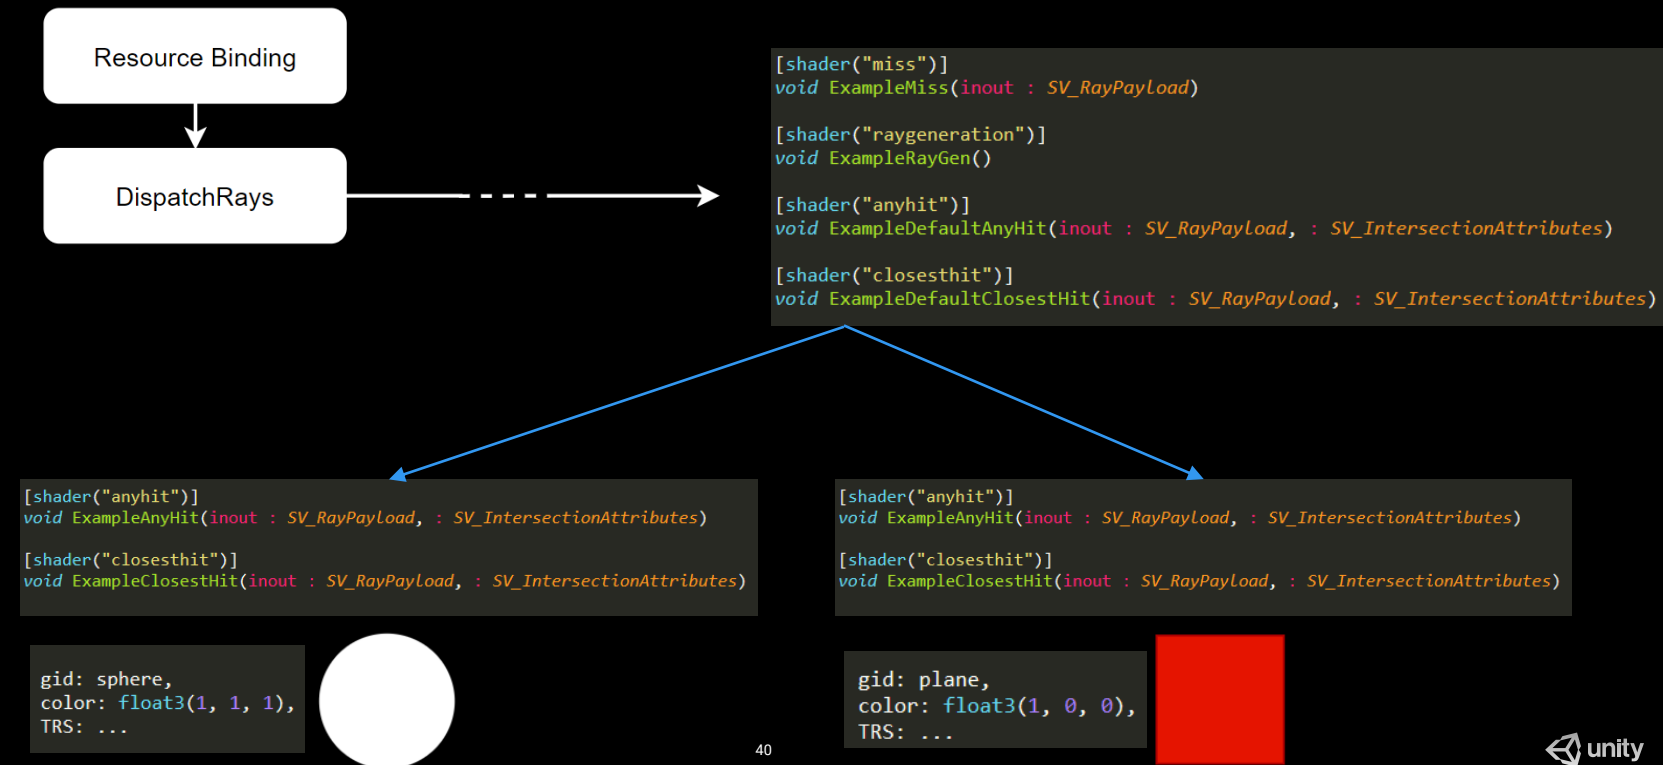 Resource Binding
DispatchRays
[shader("miss")]
void ExampleMiss(inout : SV_RayPayload)
[shader("raygeneration")]
void ExampleRayGen()
[shader("anyhit")]
void ExampleDefaultAnyHit(inout : SV_RayPayload, : SV_IntersectionAttributes)
[shader("closesthit")]
void ExampleDefaultClosestHit(inout : SV_RayPayload, : SV_IntersectionAttributes)
[shader("anyhit")]
void ExampleAnyHit(inout : SV_RayPayload, : SV_IntersectionAttributes)
[shader("closesthit")]
void ExampleClosestHit(inout : SV_RayPayload, : SV_IntersectionAttributes)
[shader("anyhit")]
void ExampleAnyHit(inout : SV_RayPayload, : SV_IntersectionAttributes)
[shader("closesthit")]
void ExampleClosestHit(inout : SV_RayPayload, : SV_IntersectionAttributes)
gid: sphere,
color: float3(1, 1, 1),
TRS: ...
gid: plane,
color: float3(1, 0, 0),
TRS: ...
40
unity